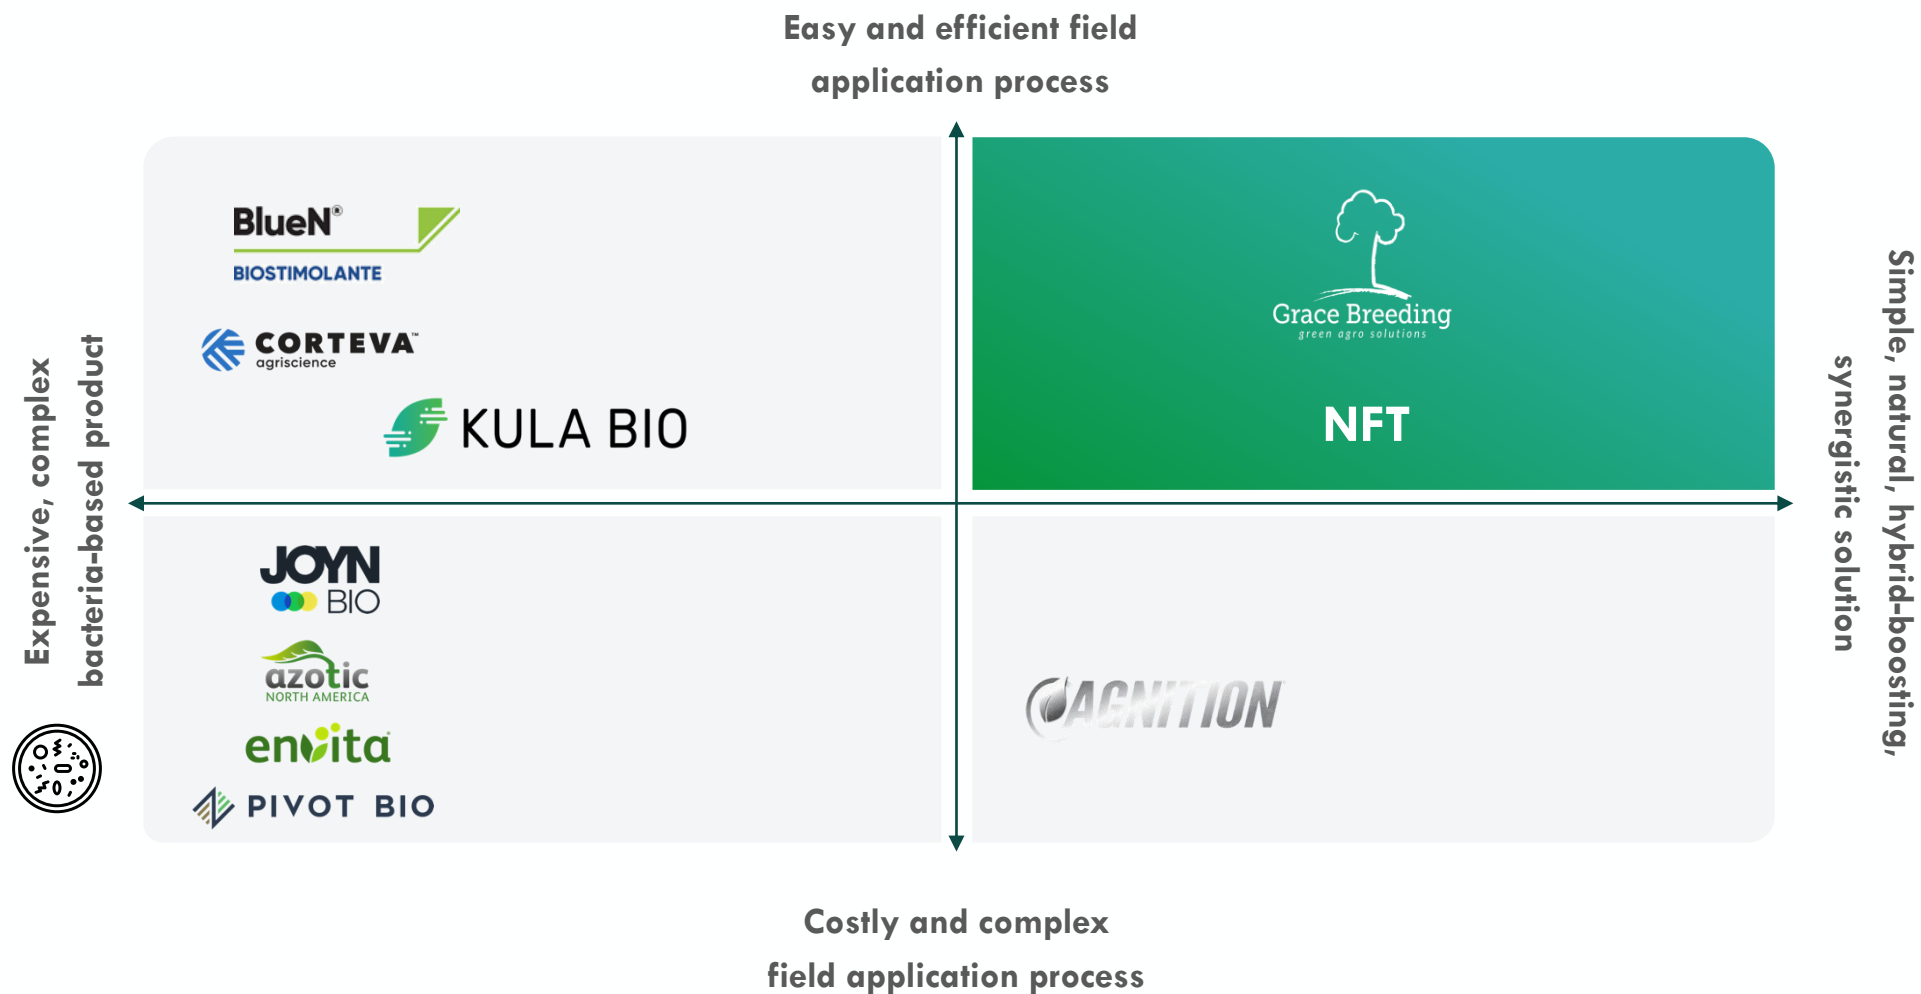 Easy and efficient field
application process
BlueN®
BIOSTIMOLANTE
CORTEVA™
agriscience
KULA BIO
Grace Breeding
green agro solutions
NFT
Expensive, complex
bacteria-based product
Simple, natural, hybrid-boosting,
synergistic solution
JOYN
BIO
azotic
NORTH AMERICA
envita
PIVOT BIO
AGNITION
Costly and complex
field application process